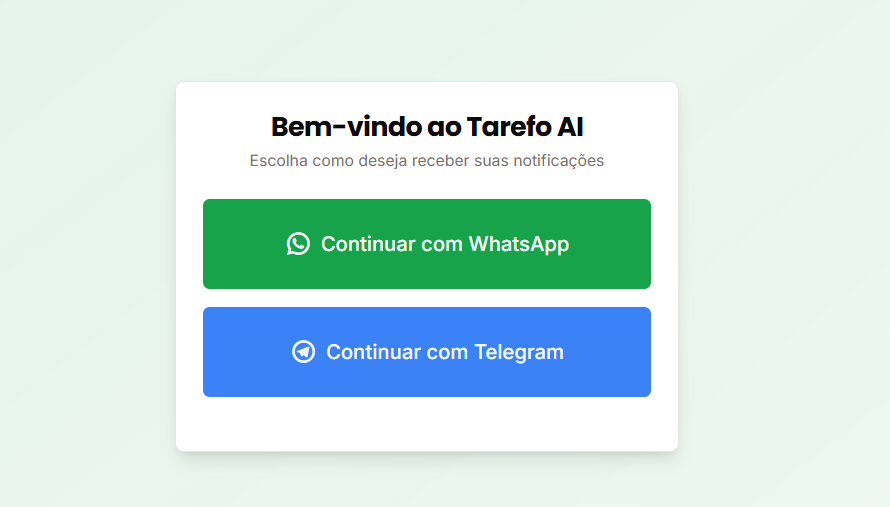 Bem-vindo ao Tarefo AI
Escolha como deseja receber suas notificações
Continuar com WhatsApp
Continuar com Telegram